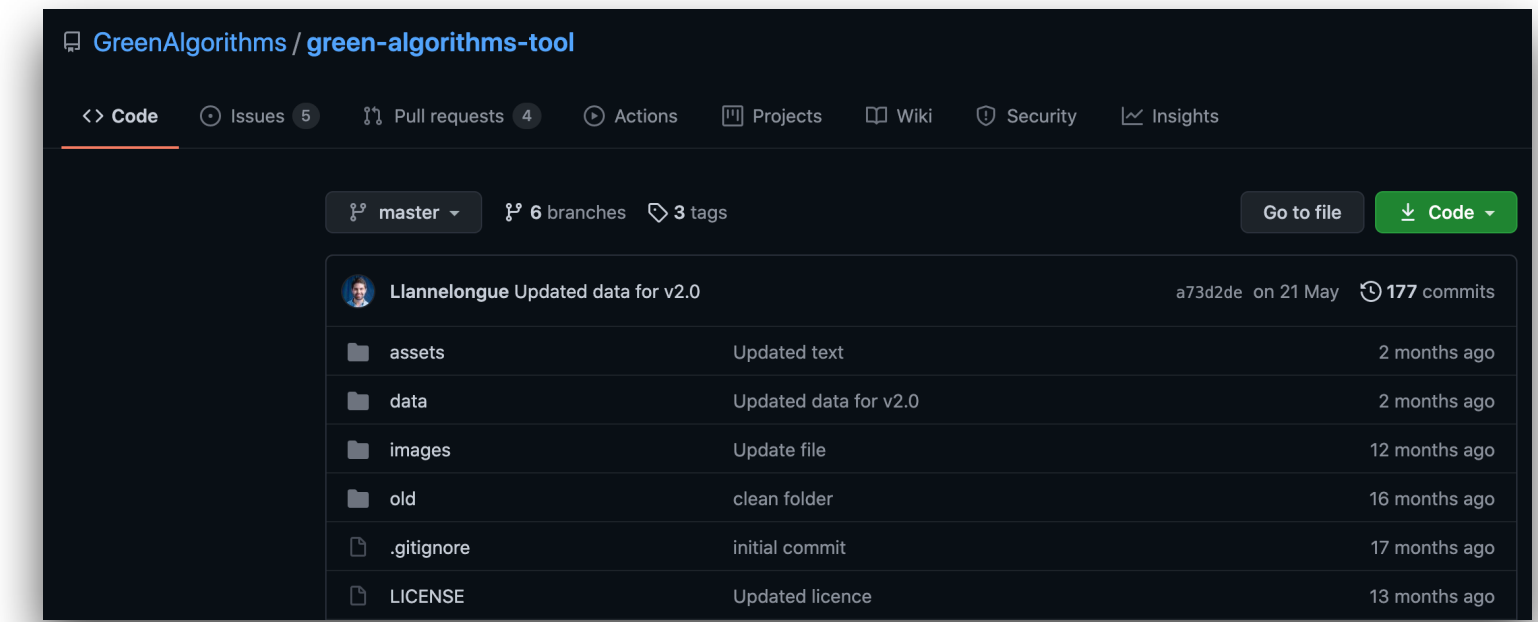 GreenAlgorithms / green-algorithms-tool
<> Code Issues 5 Pull requests 4 Actions Projects Wiki Security Insights
master 6 branches 3 tags Go to file Code
Llannelongue Updated data for v2.0 a73d2de on 21 May 177 commits
assets Updated text 2 months ago
data Updated data for v2.0 2 months ago
images Update file 12 months ago
old clean folder 16 months ago
.gitignore initial commit 17 months ago
LICENSE Updated licence 13 months ago